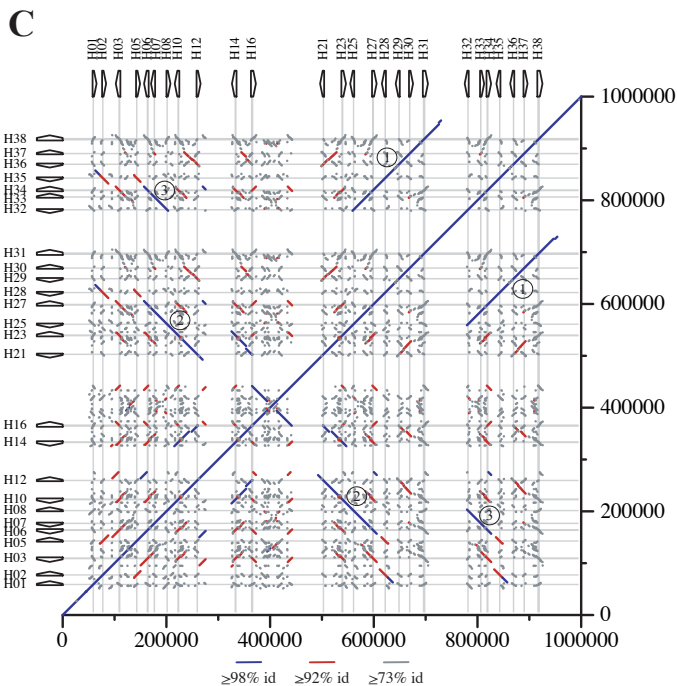 C
H01 H02 H03 H05 H06 H07 H08 H10 H12 H14 H16 H21 H23 H25 H27 H28 H29 H30 H31 H32 H33 H34 H35 H36 H37 H38
1000000
H38
H37
H36
H35
H34
H33
H32
800000
H31
H30
H29
H28
H27
600000
H25
H23
H21
400000
H16
H14
H12
H10
H08
200000
H07
H06
H05
H03
H02
H01
0
1
3
1
2
2
3
0 200000 400000 600000 800000 1000000
≥98% id ≥92% id ≥73% id